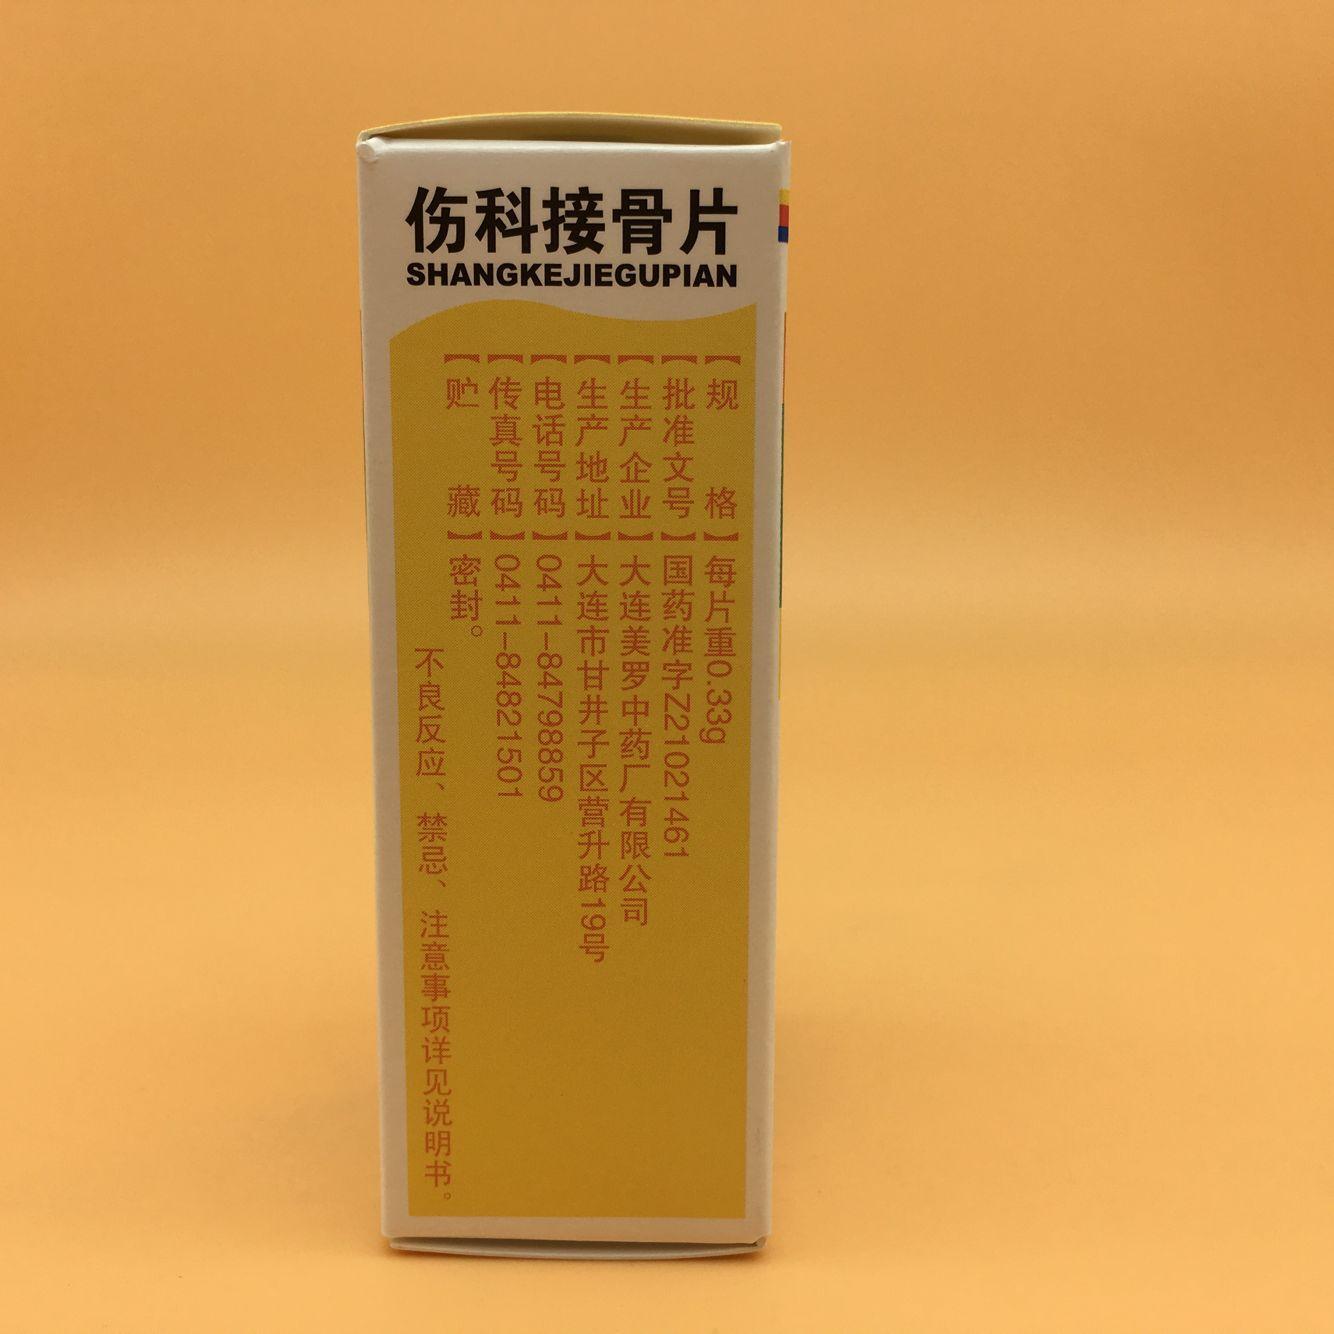 伤科接骨片
SHANGKEJIEGUPIAN
【规格】每片重0.33g
【批准文号】国药准字Z21021461
【生产企业】大连美罗中药厂有限公司
【生产地址】大连市甘井子区营升路19号
【电话号码】0411-84798859
【传真号码】0411-84821501
【贮藏】密封。
不良反应、禁忌、注意事项详见说明书。